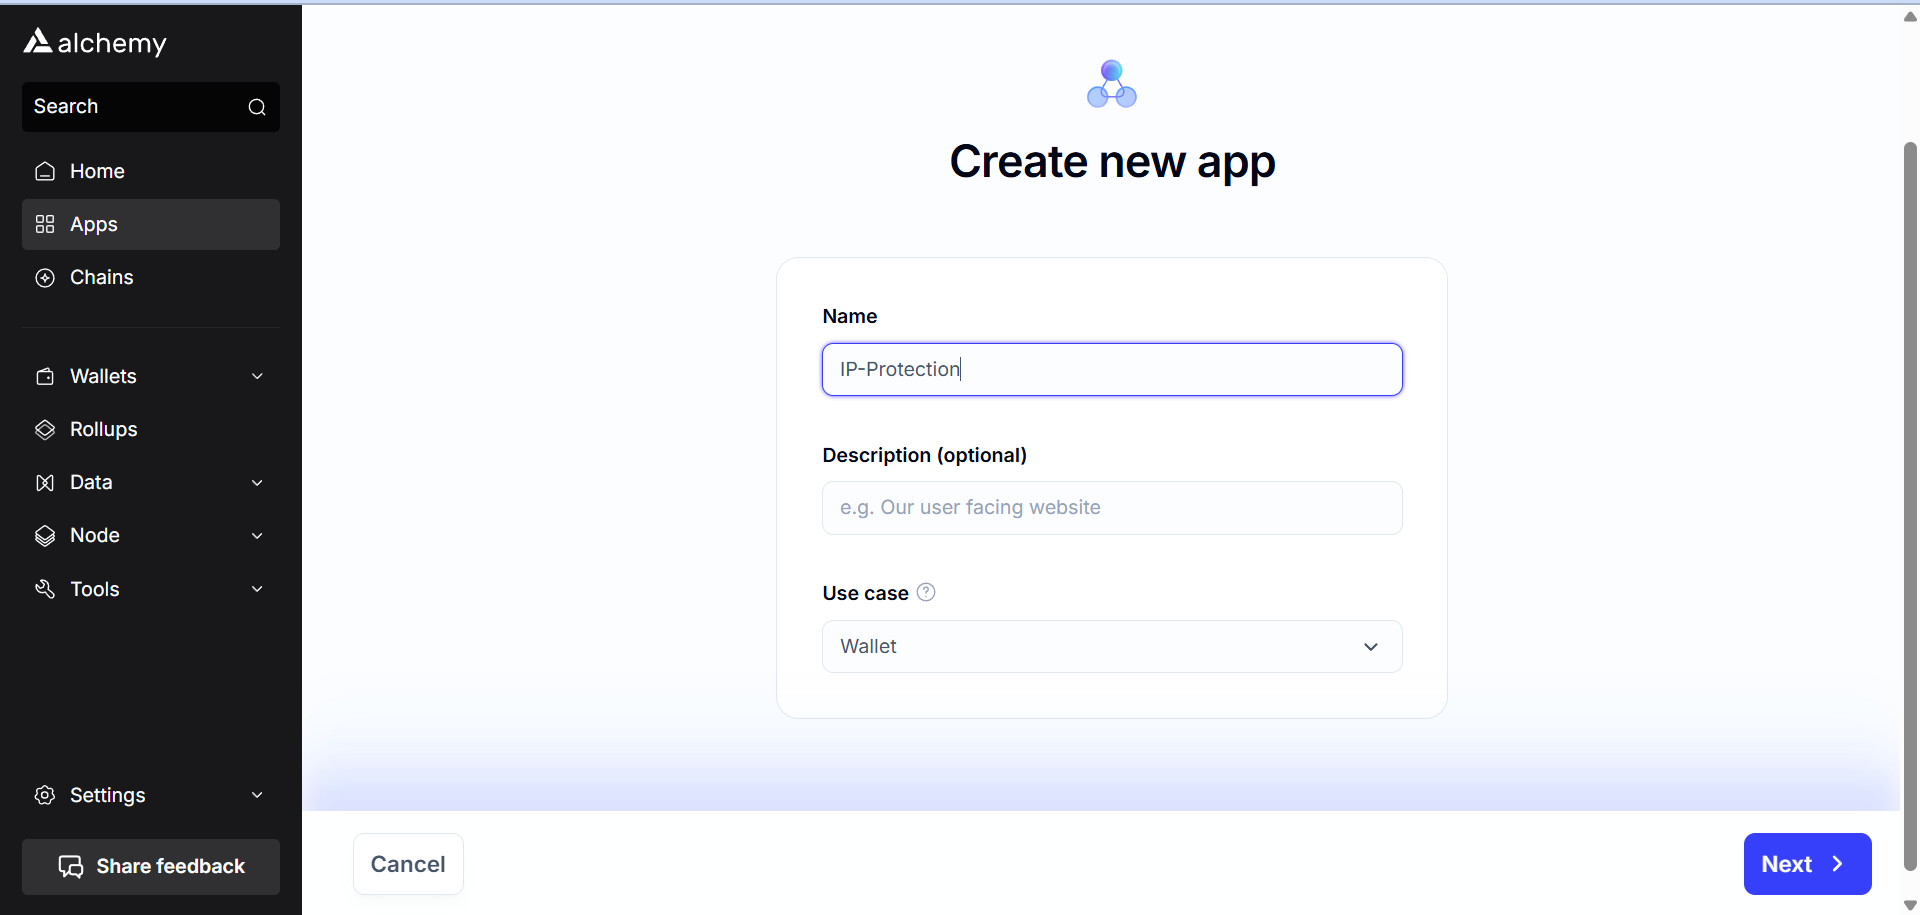 alchemy
Search
Home
Apps
Chains
Wallets
Rollups
Data
Node
Tools
Settings
Share feedback
Create new app
Name
IP-Protection
Description (optional)
e.g. Our user facing website
Use case ?
Wallet
Cancel
Next